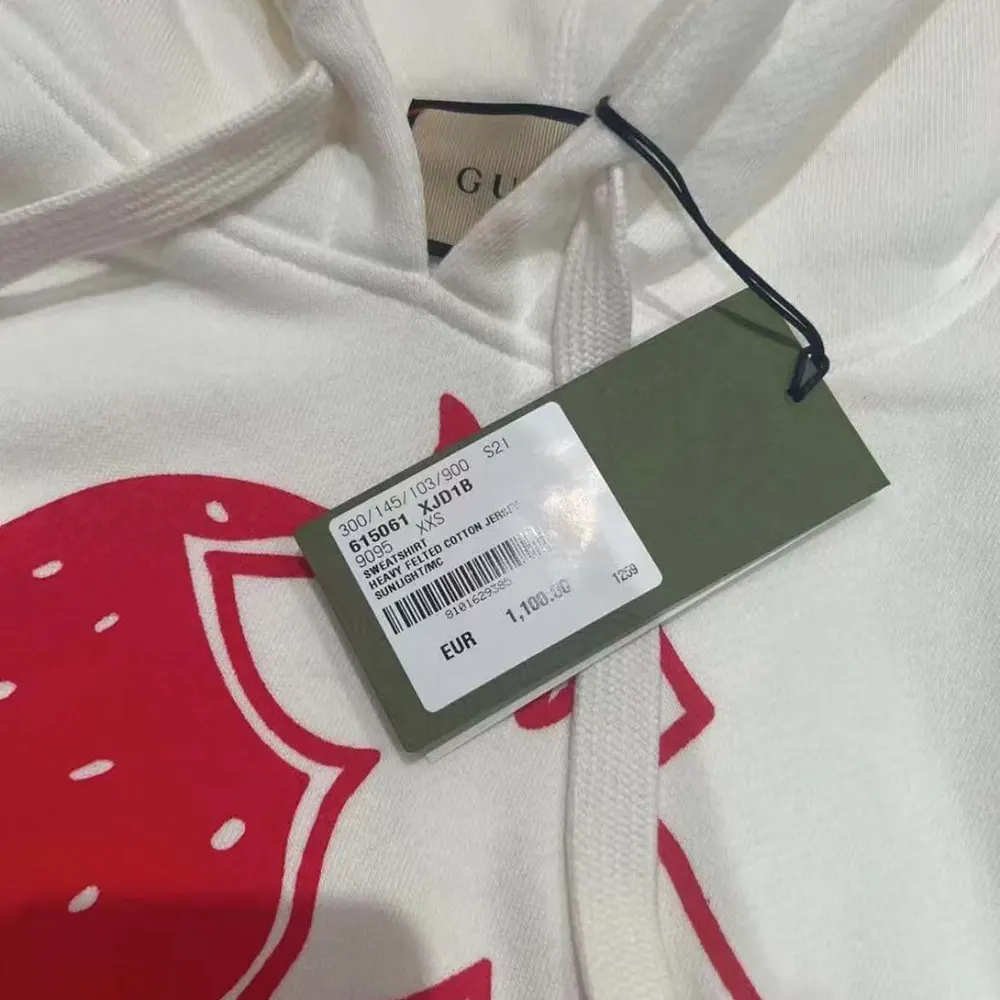 GU
300/145/103/900 S21
615061 XJD1B
9095 XXS
SWEATSHIRT
HEAVY FELTED COTTON JERSEY
SUNLIGHT/MC
8101629385
EUR 1,100.00 1259